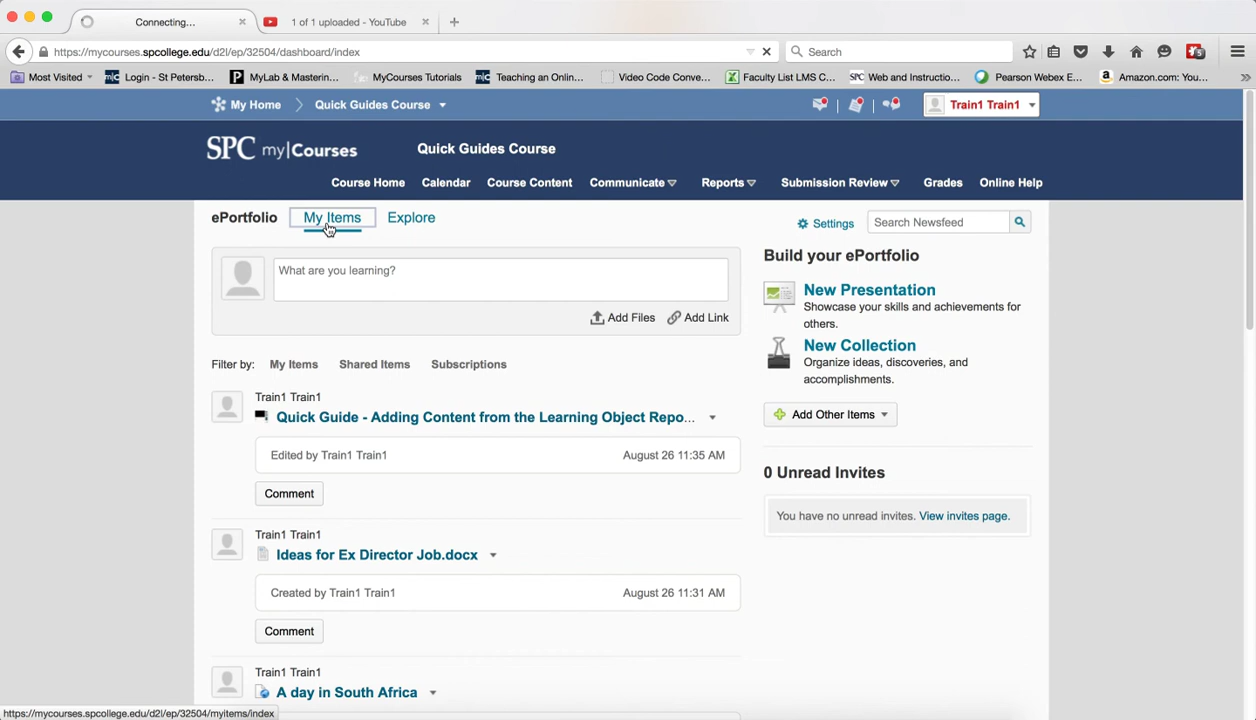 Connecting...
1 of 1 uploaded - YouTube
https://mycourses.spcollege.edu/d2l/ep/32504/dashboard/index
Search
5
Most Visited
Login - St Petersb...
MyLab & Mastering...
MyCourses Tutorials
Teaching an Onlin...
Video Code Conve...
Faculty List LMS C...
Web and Instructio...
Pearson Webex Ex...
Amazon.com: You...
My Home
Quick Guides Course
Train1 Train1
SPC my|Courses
Quick Guides Course
Course Home
Calendar
Course Content
Communicate
Reports
Submission Review
Grades
Online Help
ePortfolio
My Items
Explore
Settings
Search Newsfeed
What are you learning?
Add Files
Add Link
Build your ePortfolio
New Presentation
Showcase your skills and achievements for
others.
New Collection
Organize ideas, discoveries, and
accomplishments.
Add Other Items
Filter by:
My Items
Shared Items
Subscriptions
Train1 Train1
Quick Guide - Adding Content from the Learning Object Repo...
Edited by Train1 Train1
August 26 11:35 AM
Comment
0 Unread Invites
You have no unread invites. View invites page.
Train1 Train1
Ideas for Ex Director Job.docx
Created by Train1 Train1
August 26 11:31 AM
Comment
Train1 Train1
A day in South Africa
https://mycourses.spcollege.edu/d2l/ep/32504/myitems/index